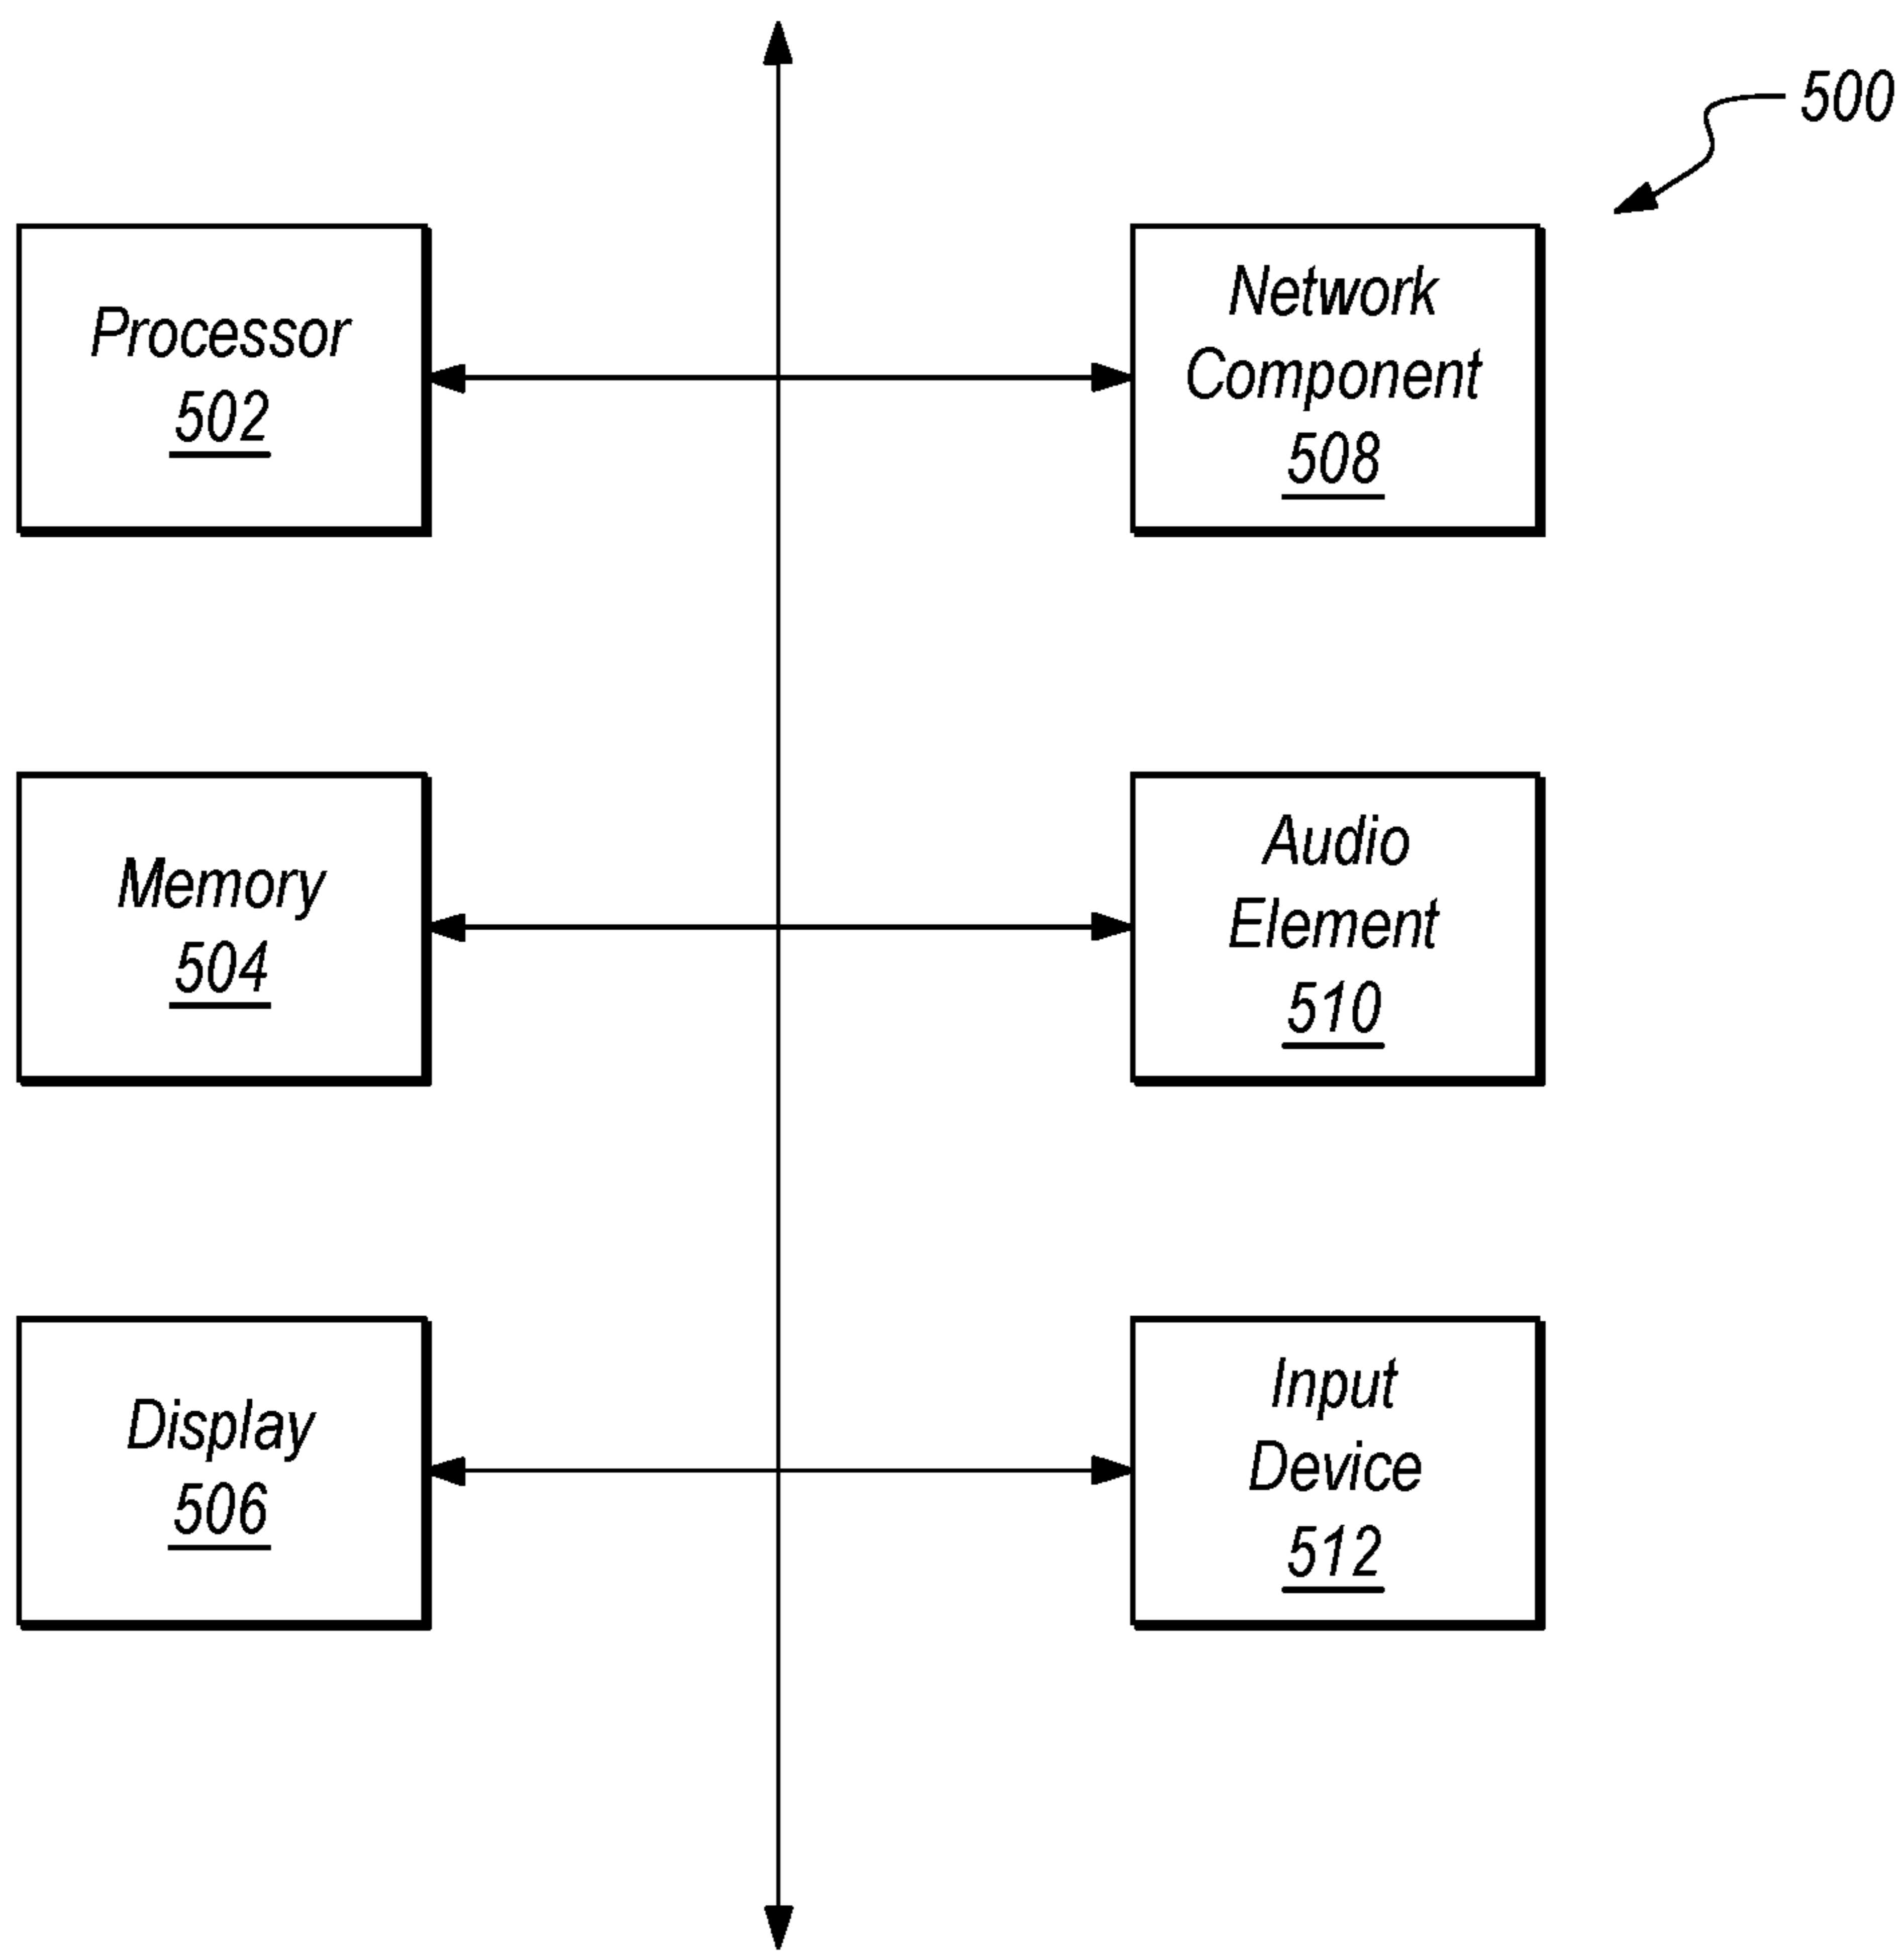 500
Processor
502
Network
Component
508
Memory
504
Audio
Element
510
Display
506
Input
Device
512